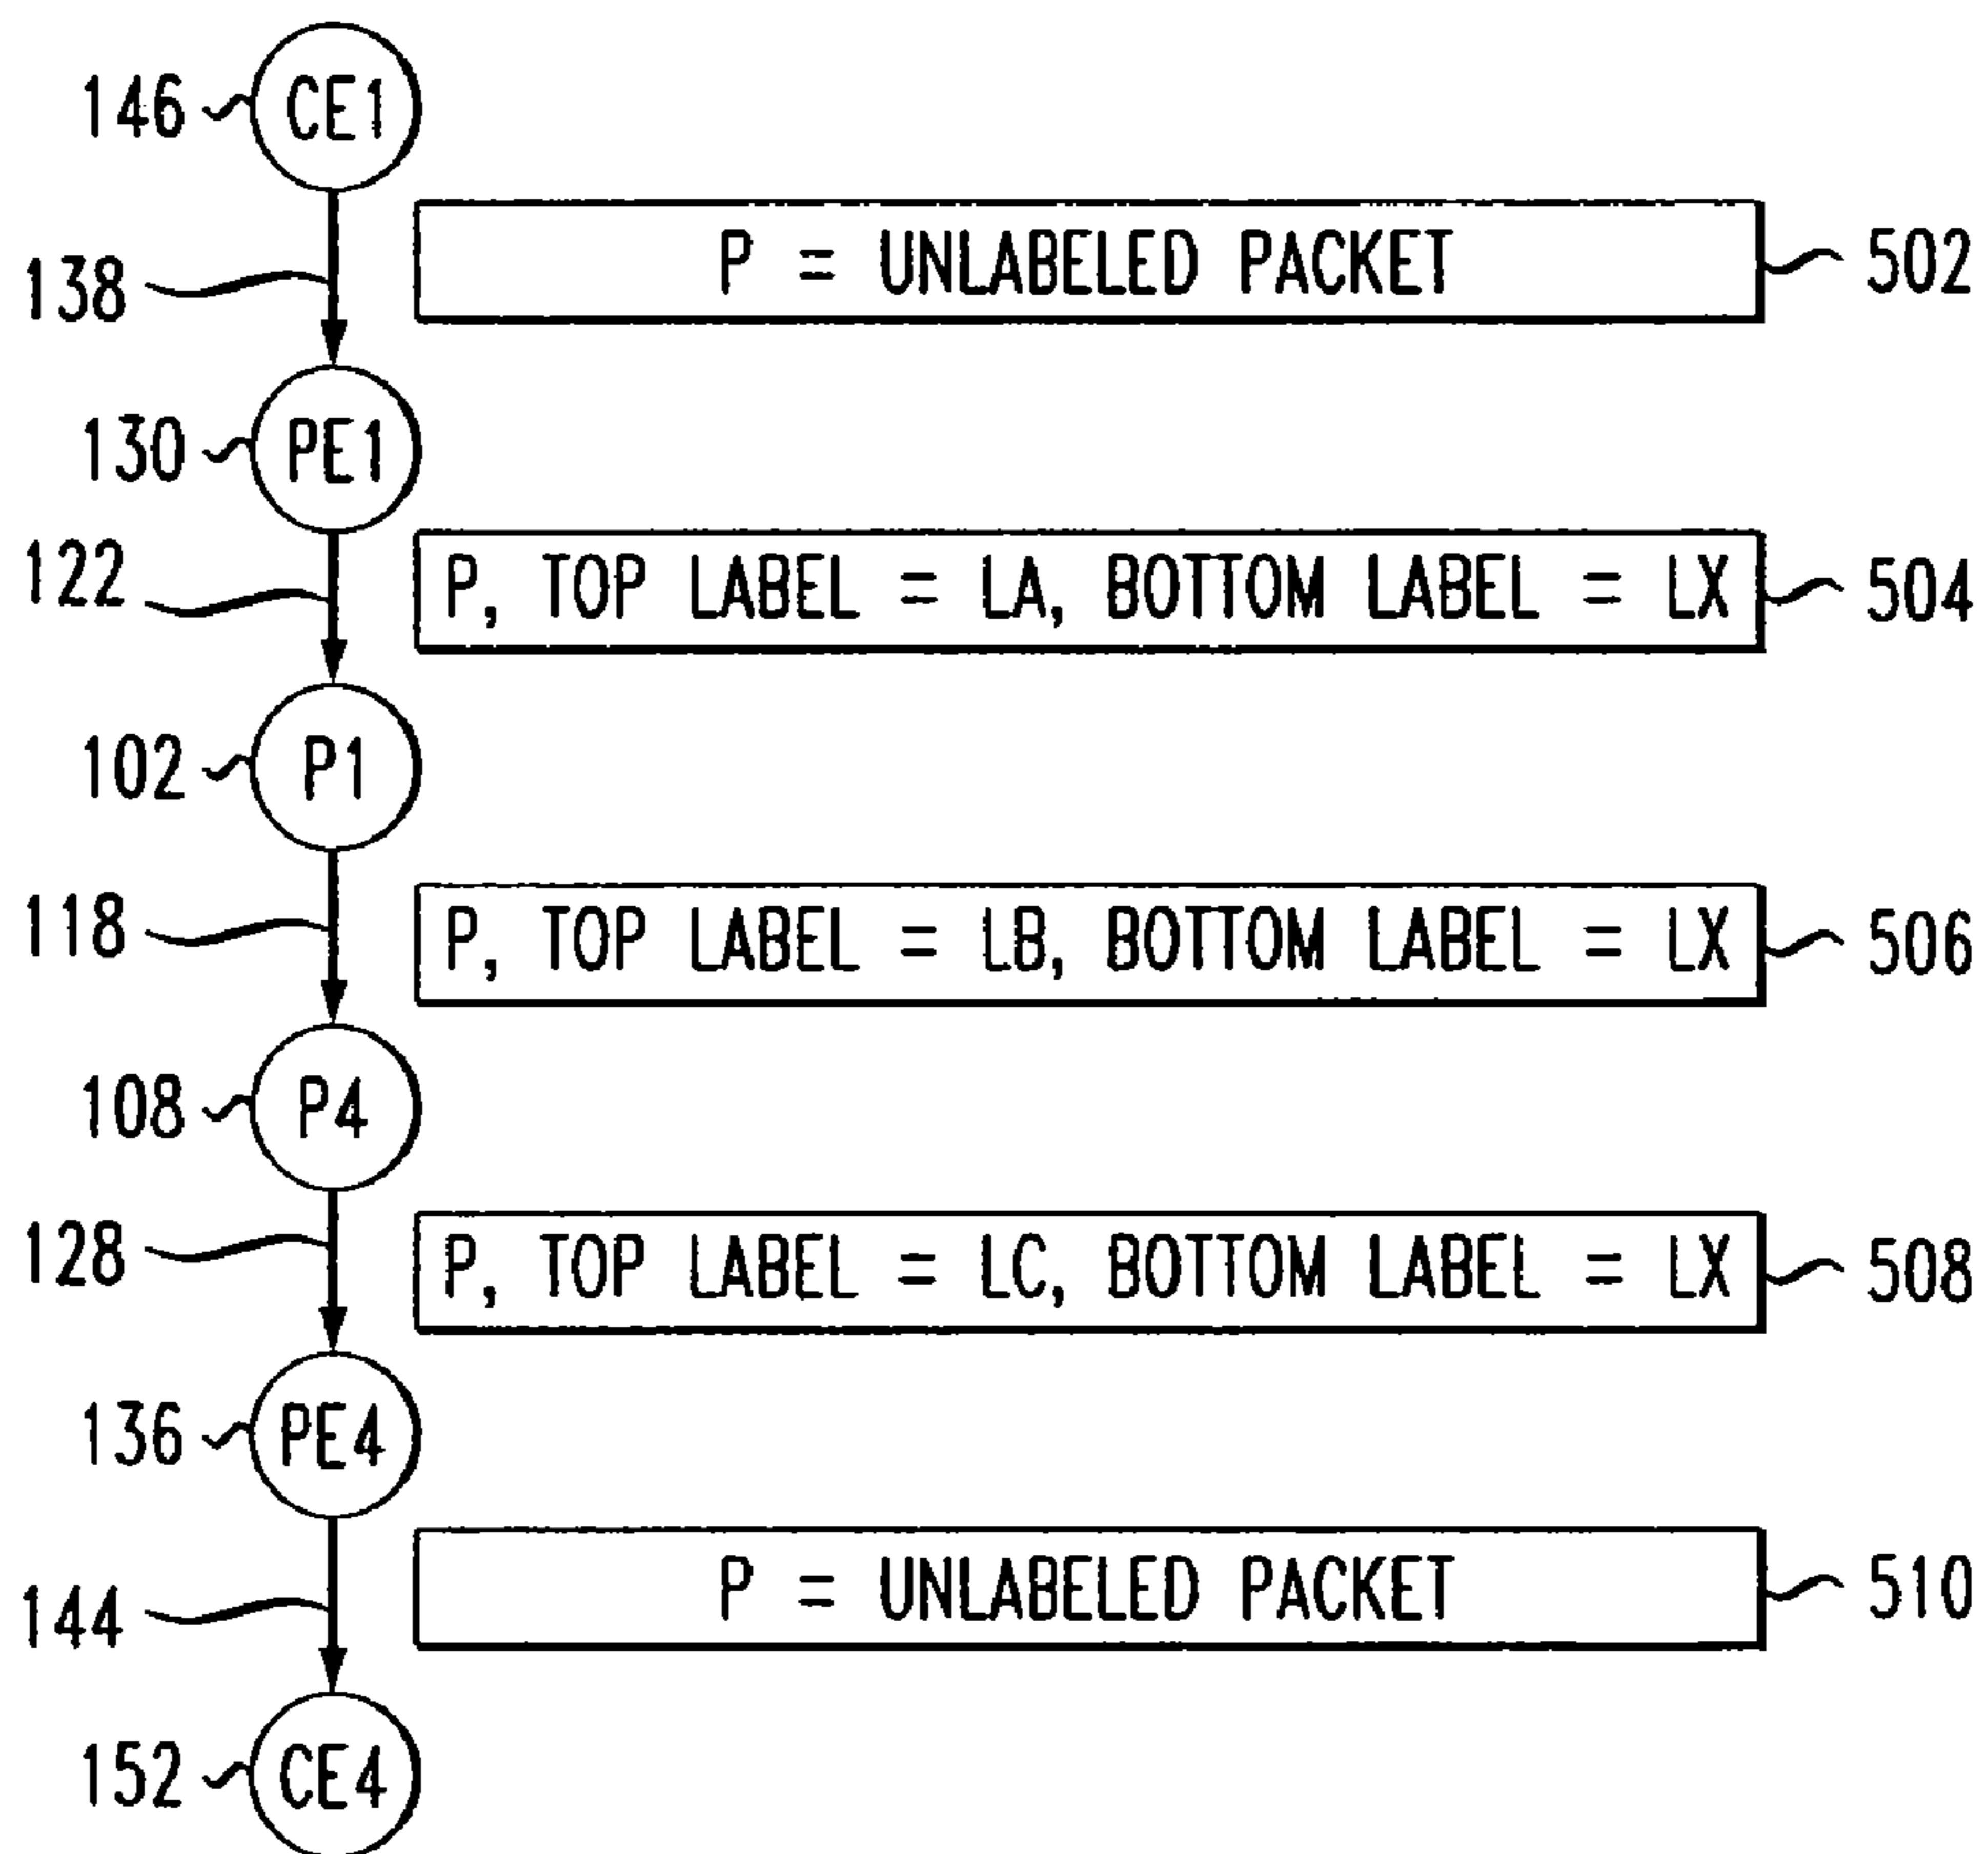 146 CE1
P = UNLABELED PACKET 502
138
130 PE1
122 P, TOP LABEL = LA, BOTTOM LABEL = LX 504
102 P1
118 P, TOP LABEL = LB, BOTTOM LABEL = LX 506
108 P4
128 P, TOP LABEL = LC, BOTTOM LABEL = LX 508
136 PE4
P = UNLABELED PACKET 510
144
152 CE4